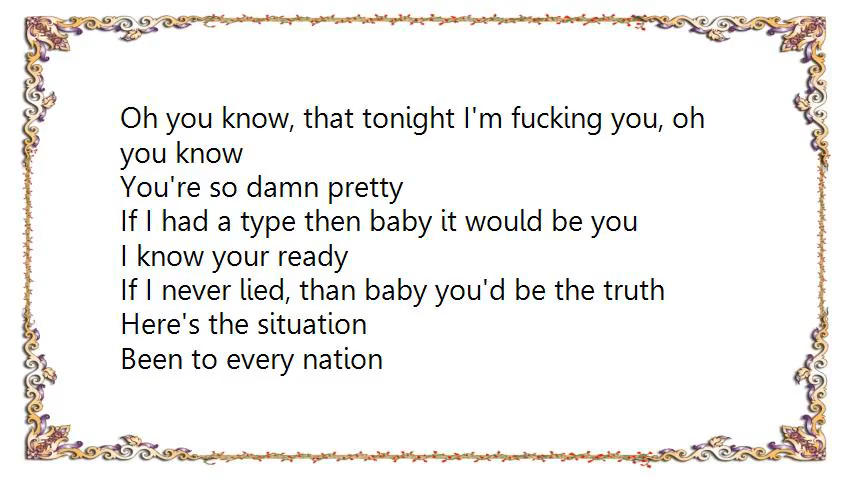 Oh you know, that tonight I'm fucking you, oh
you know
You're so damn pretty
If I had a type then baby it would be you
I know your ready
If I never lied, than baby you'd be the truth
Here's the situation
Been to every nation